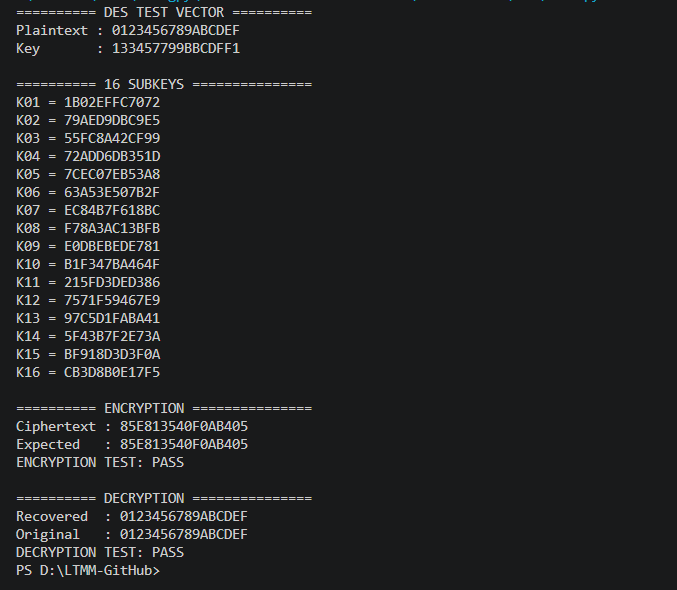 ========== DES TEST VECTOR ==========
Plaintext : 0123456789ABCDEF
Key       : 133457799BBCDFF1
========== 16 SUBKEYS ===============
K01 = 1B02EFFC7072
K02 = 79AED9DBC9E5
K03 = 55FC8A42CF99
K04 = 72ADD6DB351D
K05 = 7CEC07EB53A8
K06 = 63A53E507B2F
K07 = EC84B7F618BC
K08 = F78A3AC13BFB
K09 = E0DBEBEDE781
K10 = B1F347BA464F
K11 = 215FD3DED386
K12 = 7571F59467E9
K13 = 97C5D1FABA41
K14 = 5F43B7F2E73A
K15 = BF918D3D3F0A
K16 = CB3D8B0E17F5
========== ENCRYPTION ===============
Ciphertext : 85E813540F0AB405
Expected   : 85E813540F0AB405
ENCRYPTION TEST: PASS
========== DECRYPTION ===============
Recovered  : 0123456789ABCDEF
Original   : 0123456789ABCDEF
DECRYPTION TEST: PASS
PS D:\LTMM-GitHub>